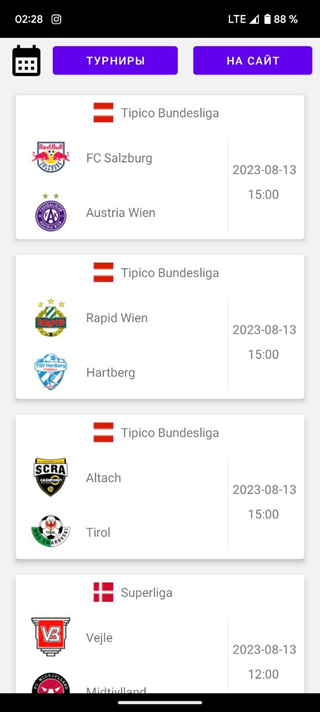 02:28
LTE 88 %
ТУРНИРЫ
НА САЙТ
Tipico Bundesliga
FC Salzburg
Austria Wien
2023-08-13
15:00
Tipico Bundesliga
Rapid Wien
Hartberg
2023-08-13
15:00
Tipico Bundesliga
SCRA
Altach
Tirol
2023-08-13
15:00
Superliga
Vejle
Midtjylland
2023-08-13
12:00